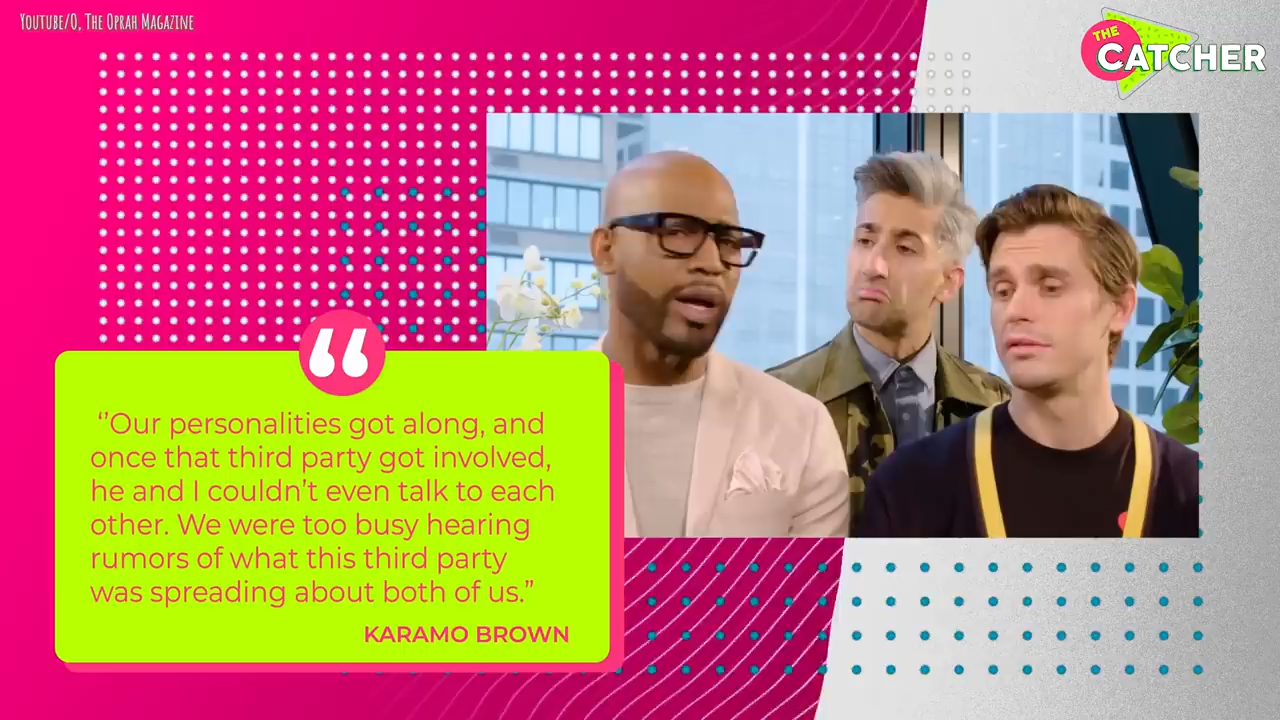 YouTube/O, The Oprah Magazine
THE
CATCHER
“
‘’Our personalities got along, and
once that third party got involved,
he and I couldn’t even talk to each
other. We were too busy hearing
rumors of what this third party
was spreading about both of us.”
KARAMO BROWN